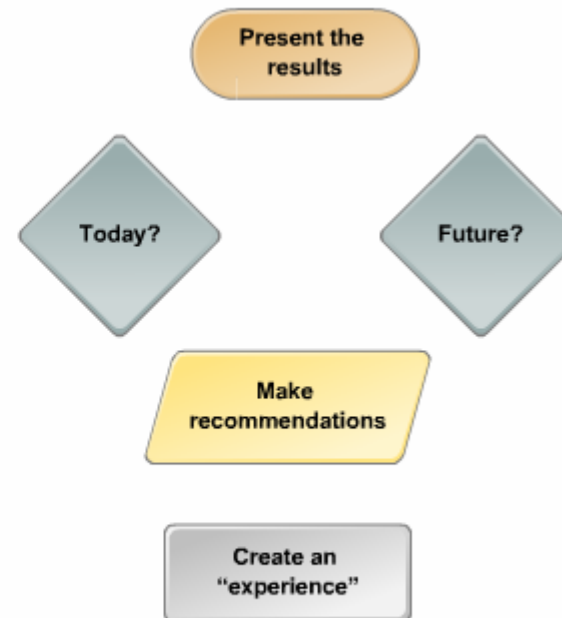 Present the
results
Today?
Future?
Make
recommendations
Create an
“experience”